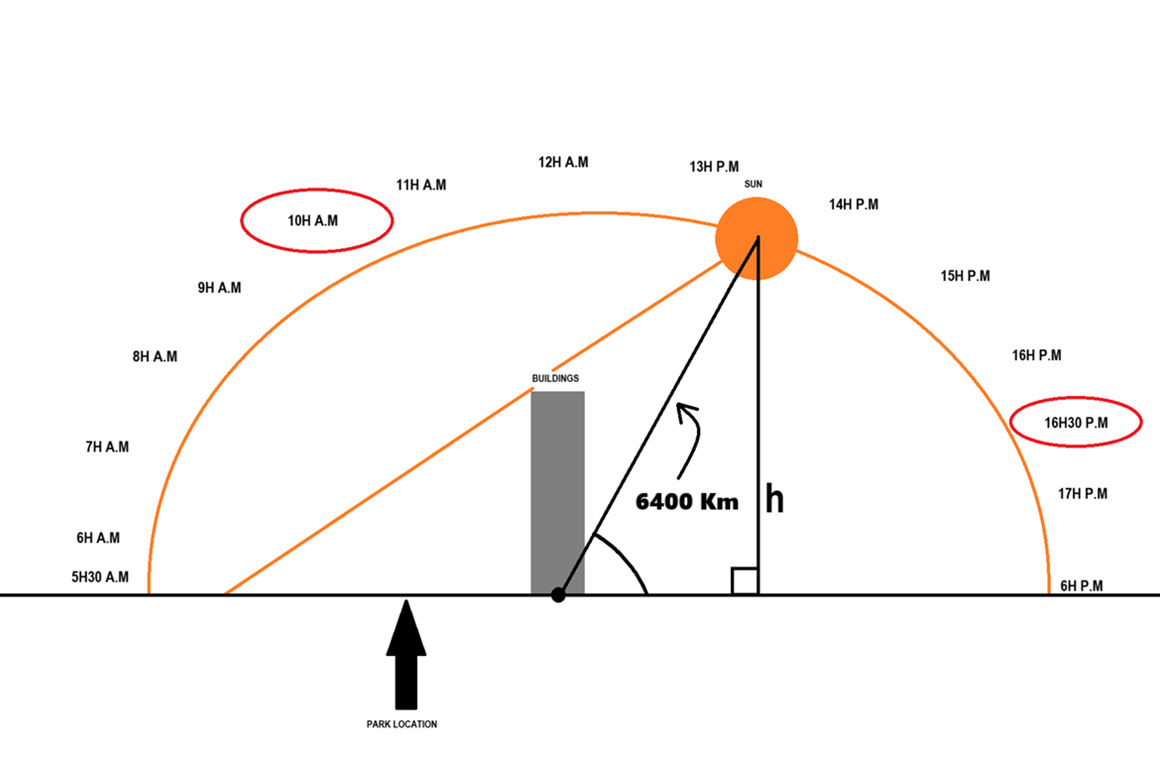 12H A.M
13H P.M
SUN
11H A.M
14H P.M
10H A.M
9H A.M
15H P.M
8H A.M
16H P.M
BUILDINGS
16H30 P.M
7H A.M
17H P.M
6400 Km
h
6H A.M
5H30 A.M
6H P.M
PARK LOCATION